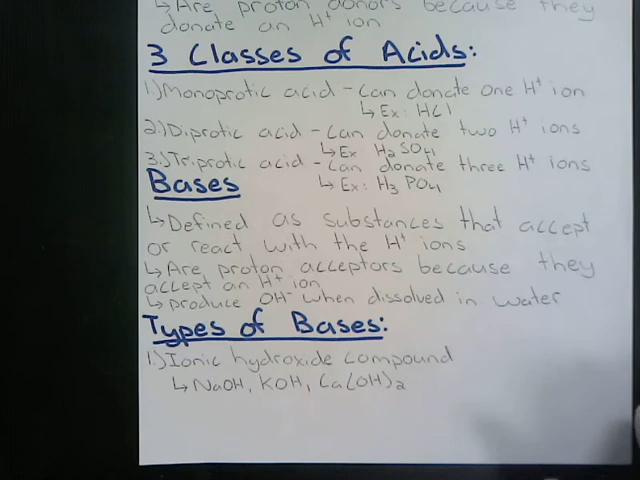 ↳Are proton donors because they
donate an H⁺ ion
3 Classes of Acids:
1.)Monoprotic acid - Can donate one H⁺ ion
↳Ex: HCl
2.)Diprotic acid - Can donate two H⁺ ions
↳Ex H₂SO₄
3.)Triprotic acid - Can donate three H⁺ ions
↳Ex: H₃PO₄
Bases
↳Defined as substances that accept
or react with the H⁺ ions
↳Are proton acceptors because they
accept an H⁺ ion
↳produce OH⁻ when dissolved in water
Types of Bases:
1.)Ionic hydroxide compound
↳NaOH, KOH, Ca(OH)₂